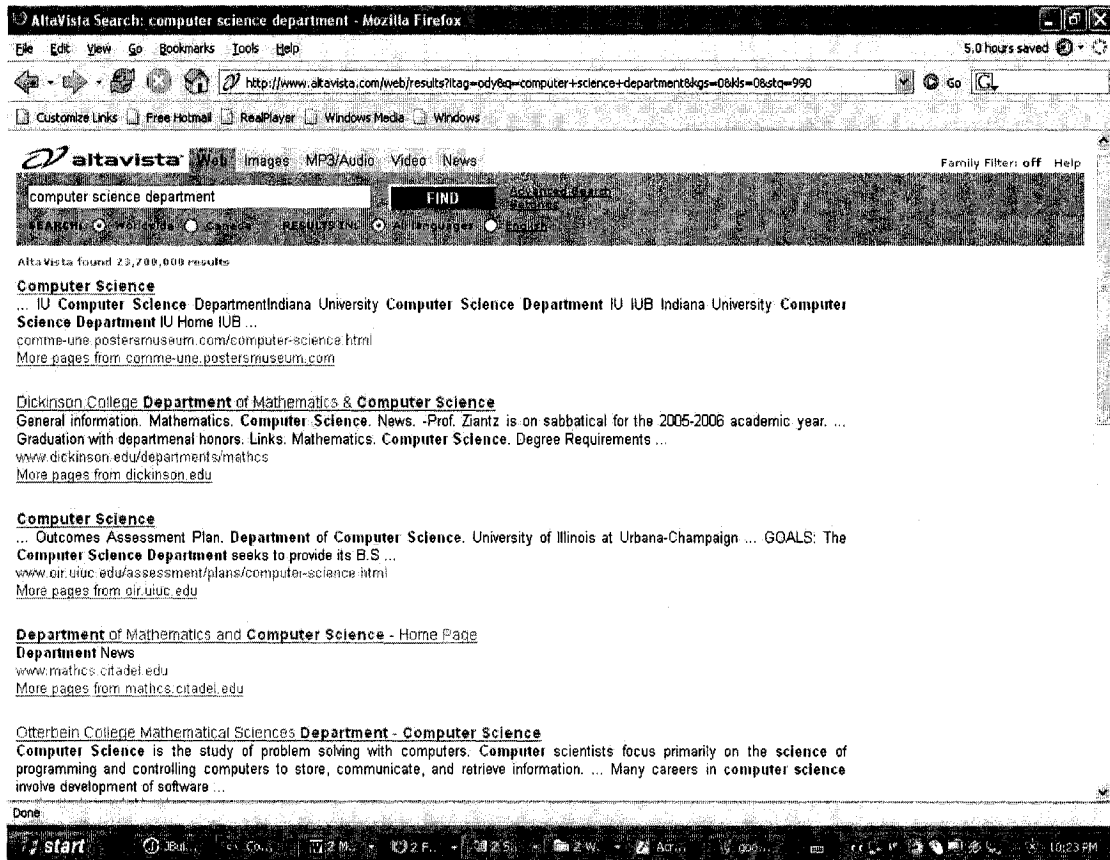 AltaVista Search: computer science department - Mozilla Firefox
File Edit View Go Bookmarks Tools Help
5.0 hours saved
http://www.altavista.com/web/results?itag=ody&q=computer+science+department&kgs=0&kls=0&stq=990
Go
Customize Links Free Hotmail RealPlayer Windows Media Windows
altavista Web Images MP3/Audio Video News
Family Filter: off Help
computer science department FIND Advanced Search
Settings
SEARCH: Worldwide Canada RESULTS IN: All languages English
AltaVista found 23,700,000 results
Computer Science
... IU Computer Science DepartmentIndiana University Computer Science Department IU IUB Indiana University Computer
Science Department IU Home IUB ...
comme-une.postersmuseum.com/computer-science.html
More pages from comme-une.postersmuseum.com
Dickinson College Department of Mathematics & Computer Science
General information. Mathematics. Computer Science. News. -Prof. Ziantz is on sabbatical for the 2005-2006 academic year. ...
Graduation with departmenal honors. Links. Mathematics. Computer Science. Degree Requirements ...
www.dickinson.edu/departments/mathcs
More pages from dickinson.edu
Computer Science
... Outcomes Assessment Plan. Department of Computer Science. University of Illinois at Urbana-Champaign ... GOALS: The
Computer Science Department seeks to provide its B.S ...
www.oir.uiuc.edu/assessment/plans/computer-science.html
More pages from oir.uiuc.edu
Department of Mathematics and Computer Science - Home Page
Department News
www.mathcs.citadel.edu
More pages from mathcs.citadel.edu
Otterbein College Mathematical Sciences Department - Computer Science
Computer Science is the study of problem solving with computers. Computer scientists focus primarily on the science of
programming and controlling computers to store, communicate, and retrieve information. ... Many careers in computer science
involve development of software ...
Done
start JBui... Co... 2 M... 2 F... 2 S... 2 W... Acr... goo... 10:23 PM